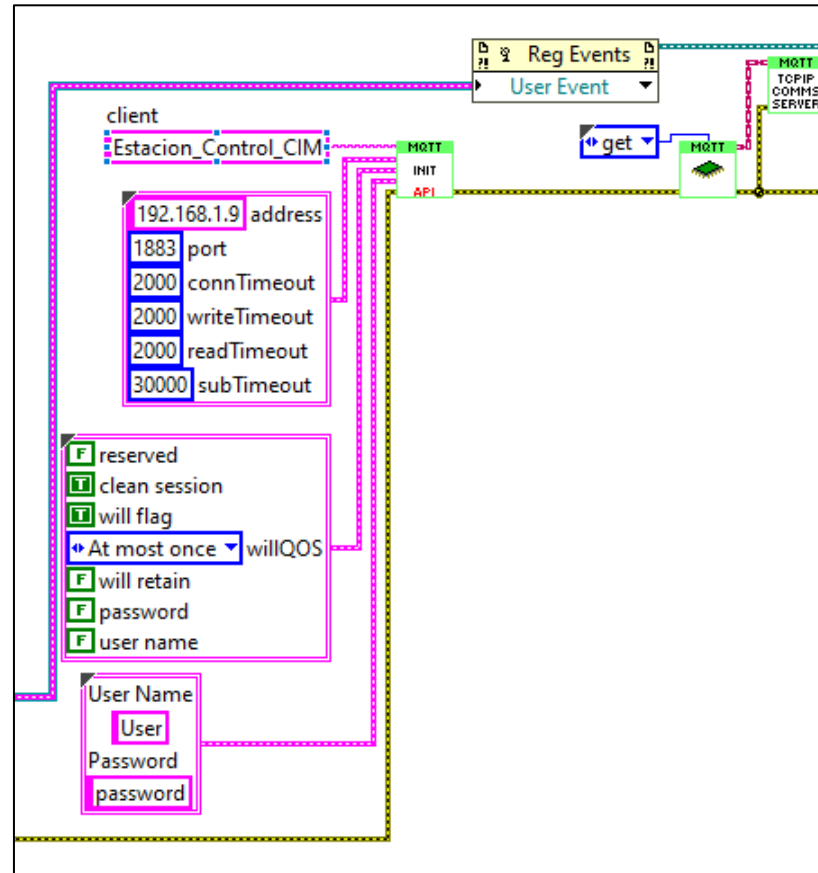 Reg Events
User Event
MQTT
TCPIP
COMMS
SERVER
client
Estacion_Control_CIM
MQTT
INIT
API
get
MQTT
192.168.1.9 address
1883 port
2000 connTimeout
2000 writeTimeout
2000 readTimeout
30000 subTimeout
F reserved
T clean session
T will flag
At most once willQOS
F will retain
F password
F user name
User Name
User
Password
password